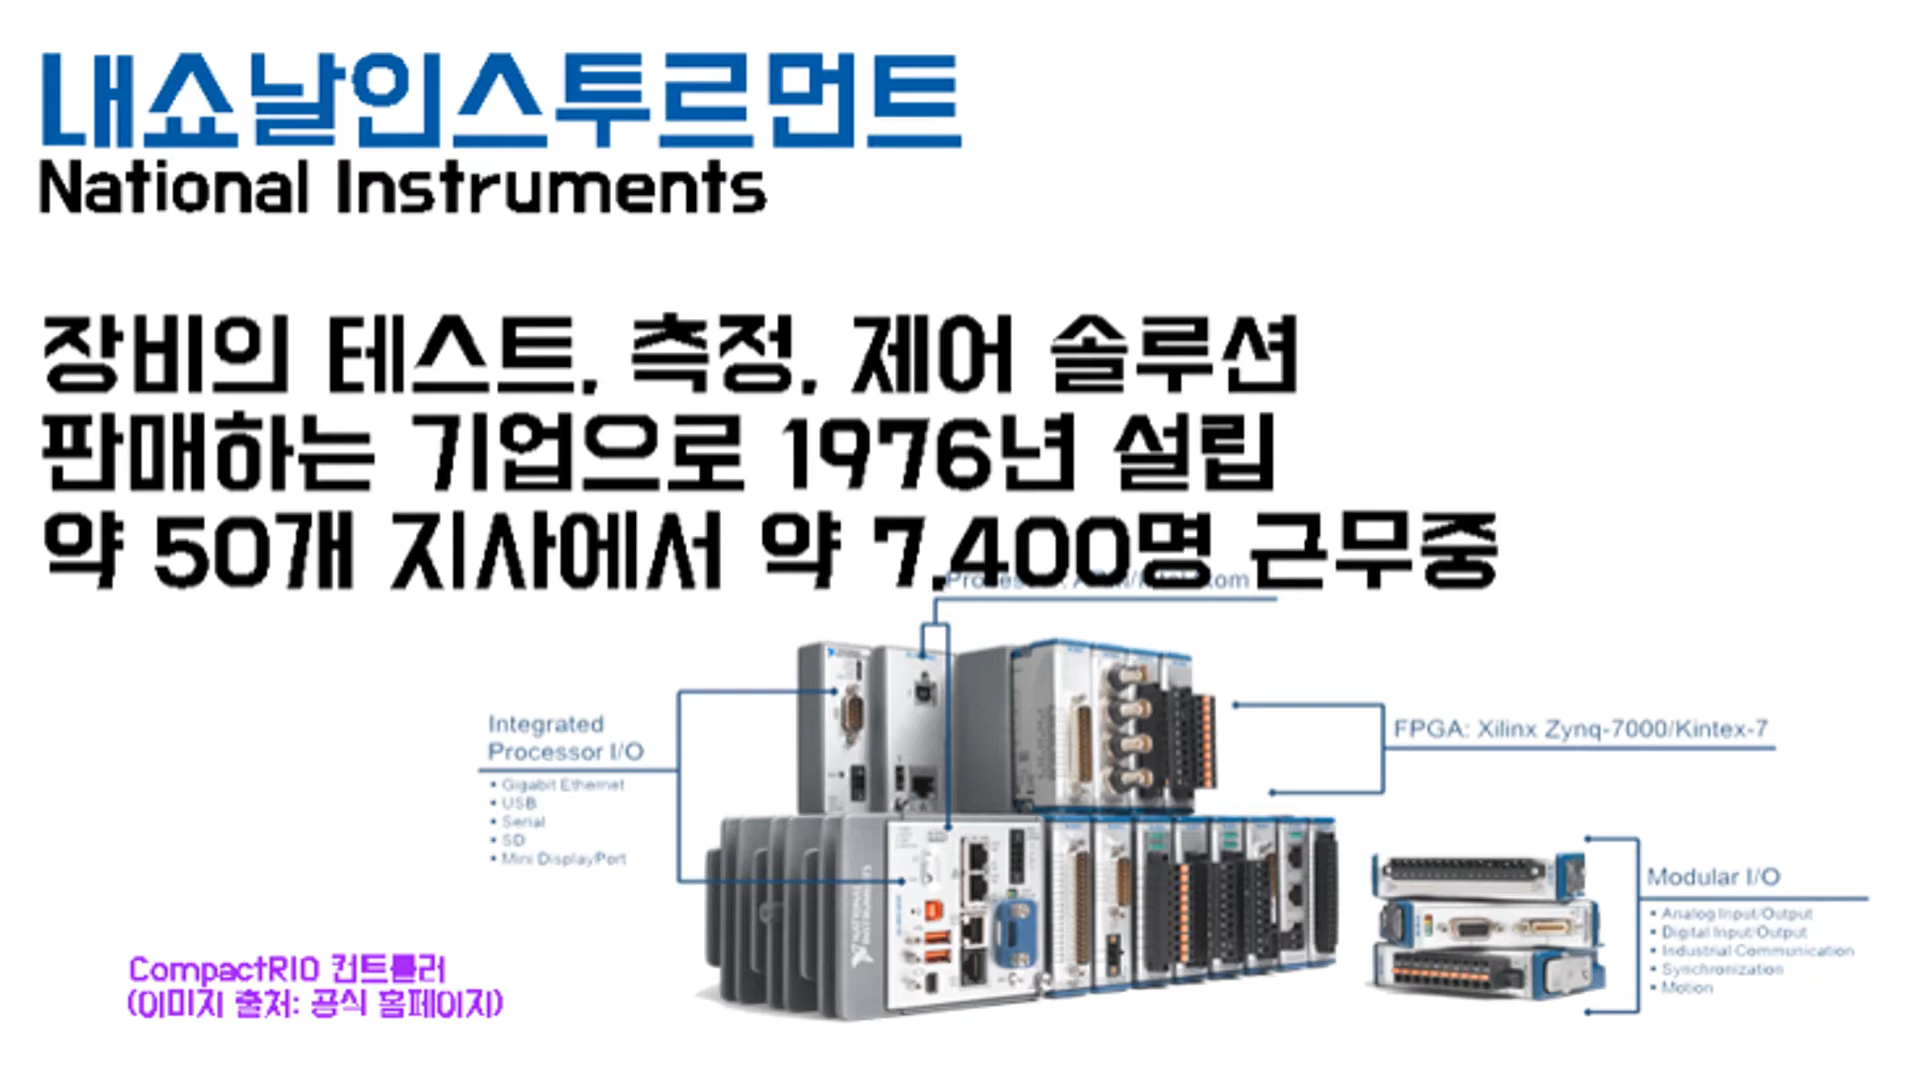 내쇼날인스투르먼트
National Instruments
장비의 테스트, 측정, 제어 솔루션
판매하는 기업으로 1976년 설립
약 50개 지사에서 약 7,400명 근무중
Integrated
Processor I/O
• Gigabit Ethernet
• USB
• Serial
• SD
• Mini DisplayPort
FPGA: Xilinx Zynq-7000/Kintex-7
Modular I/O
• Analog Input/Output
• Digital Input/Output
• Industrial Communication
• Synchronization
• Motion
CompactRIO 컨트롤러
(이미지 출처: 공식 홈페이지)